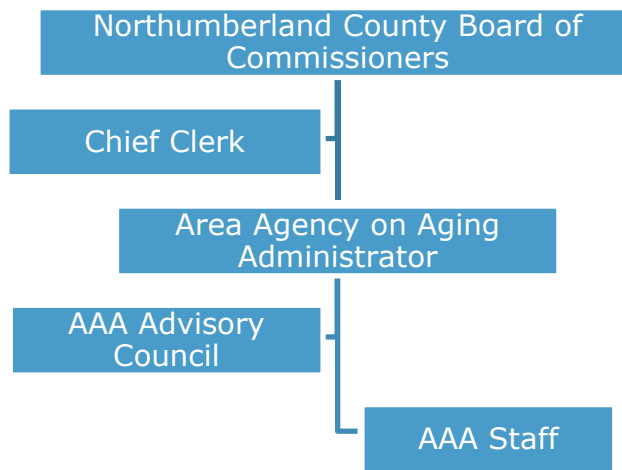 Northumberland County Board of
Commissioners
Chief Clerk
Area Agency on Aging
Administrator
AAA Advisory
Council
AAA Staff